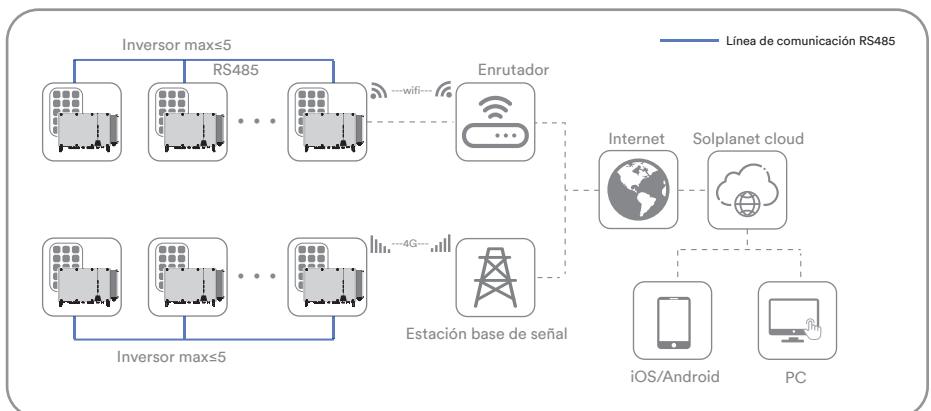 Inversor max≤5
Línea de comunicación RS485
RS485
Enrutador
---wifi---
Internet
Solplanet cloud
---4G---
Estación base de señal
Inversor max≤5
iOS/Android
PC